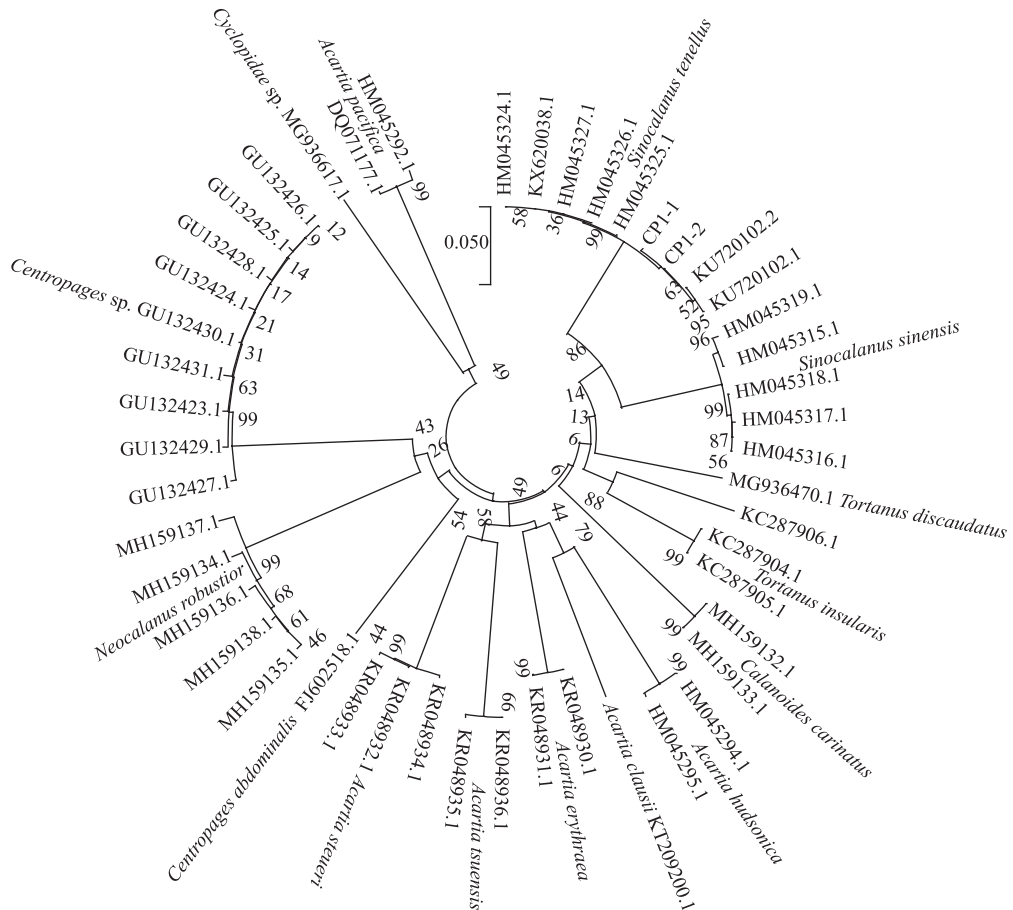 Cyclopidae sp. MG936617.1
Acartia pacifica
HM045292.1
DQ071177.1
99
49
0.050
HM045324.1
KX620038.1
HM045327.1
HM045326.1
HM045325.1
Sinocalanus tenellus
58
36
99
CP1-1
CP1-2
KU720102.2
KU720102.1
63
52
95
86
HM045319.1
HM045315.1
HM045318.1
HM045317.1
HM045316.1
Sinocalanus sinensis
96
99
87
56
14
13
6
6
MG936470.1 Tortanus discaudatus
KC287906.1
KC287904.1
KC287905.1
Tortanus insularis
88
99
MH159132.1
MH159133.1
Calanoides carinatus
99
HM045294.1
HM045295.1
Acartia hudsonica
99
79
44
Acartia clausii KT209200.1
KR048930.1
KR048931.1
Acartia erythraea
99
49
KR048936.1
KR048935.1
Acartia tsuensis
99
58
KR048934.1
KR048932.1 Acartia steueri
KR048933.1
99
44
54
Centropages abdominalis FJ602518.1
MH159135.1
MH159138.1
MH159136.1
MH159134.1
MH159137.1
Neocalanus robustior
46
61
68
99
26
43
GU132427.1
GU132429.1
GU132423.1
GU132431.1
Centropages sp. GU132430.1
GU132424.1
GU132428.1
GU132425.1
GU132426.1
99
63
31
21
17
14
19
12